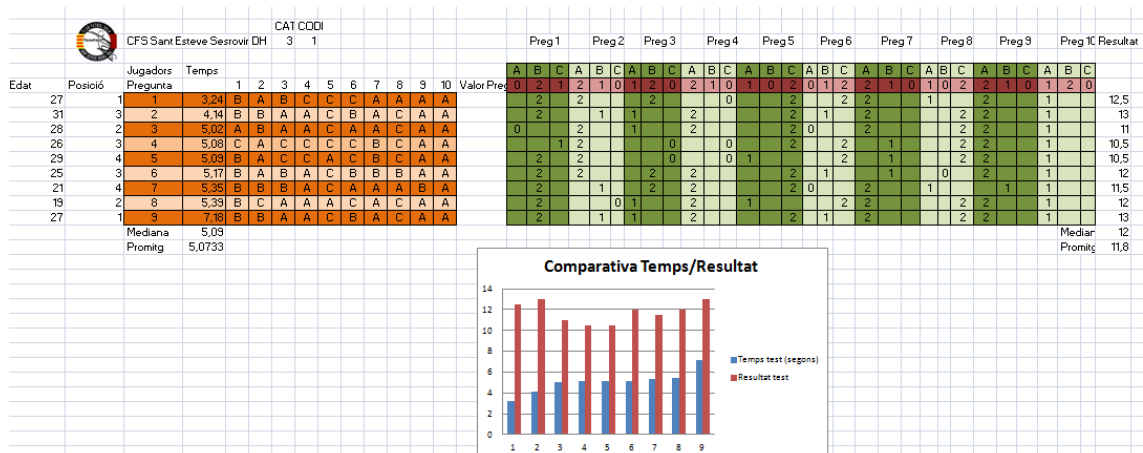 CAT CODI
CFS Sant Esteve Sesrovir DH 3 1 Preg 1 Preg 2 Preg 3 Preg 4 Preg 5 Preg 6 Preg 7 Preg 8 Preg 9 Preg 10 Resultat
Jugadors Temps A B C A B C A B C A B C A B C A B C A B C A B C A B C A B C
Edat Posició Pregunta 1 2 3 4 5 6 7 8 9 10 Valor Preg 0 2 1 2 1 0 1 2 0 2 1 0 1 0 2 0 1 2 2 1 0 1 0 2 2 1 0 1 2 0
27 1 1 3,24 B A B C C C A A A A 2 2 2 0 2 2 2 1 2 1 12,5
31 3 2 4,14 B B A A C B A C A A 2 1 1 2 2 1 2 2 2 1 13
28 2 3 5,02 A B A A C A A C A A 0 2 1 2 2 0 2 2 2 1 11
26 3 4 5,08 C A C C C C B C A A 1 2 0 0 2 2 1 2 2 1 10,5
29 4 5 5,09 B A C C A C B C A A 2 2 0 0 1 2 1 2 2 1 10,5
25 3 6 5,17 B A B A C B B B A A 2 2 2 2 2 1 1 0 2 1 12
21 4 7 5,35 B B B A C A A A B A 2 1 2 2 2 0 2 1 1 1 11,5
19 2 8 5,39 B C A A A C A C A A 2 0 1 2 1 2 2 2 2 1 12
27 1 9 7,18 B B A A C B A C A A 2 1 1 2 2 1 2 2 2 1 13
Mediana 5,09 Median 12
Promitg 5,0733 Promitg 11,8
Comparativa Temps/Resultat
14
12
10
8
6
4
2
0
1 2 3 4 5 6 7 8 9
Temps test (segons)
Resultat test